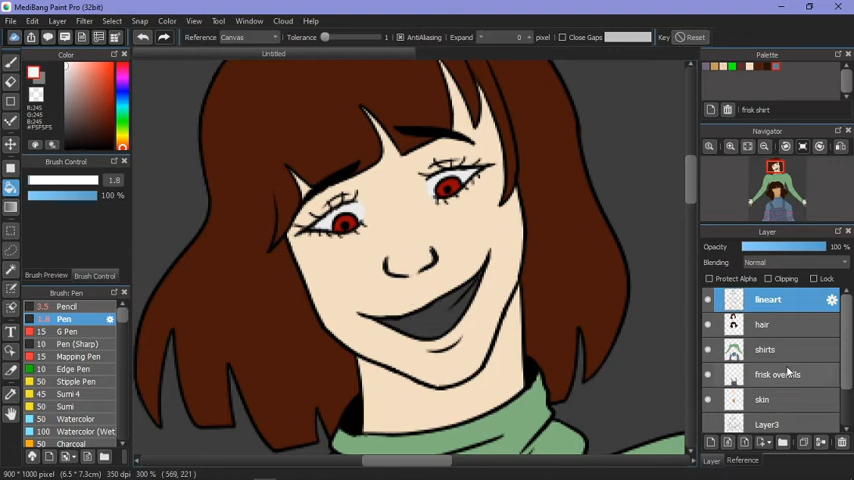 MediBang Paint Pro (32bit)
File Edit Layer Filter Select Snap Color View Tool Window Cloud Help
Reference Canvas Tolerance 1 AntiAliasing Expand 0 pixel Close Gaps Key Reset
Untitled
Color
R:245
G:245
B:245
#F5F5F5
Brush Control
1.8
100 %
Brush Preview Brush Control
Brush: Pen
3.5 Pencil
1.8 Pen
15 G Pen
10 Pen (Sharp)
15 Mapping Pen
10 Edge Pen
50 Stipple Pen
15 Sumi 4
50 Sumi
50 Watercolor
100 Watercolor (Wet
50 Charcoal
Palette
frisk shirt
Navigator
Layer
Opacity 100 %
Blending Normal
Protect Alpha Clipping Lock
lineart
hair
shirts
skin
Layer3
Layer Reference
900 * 1000 pixel (6.5 * 7.3cm) 350 dpi 300 % ( 569, 221 )